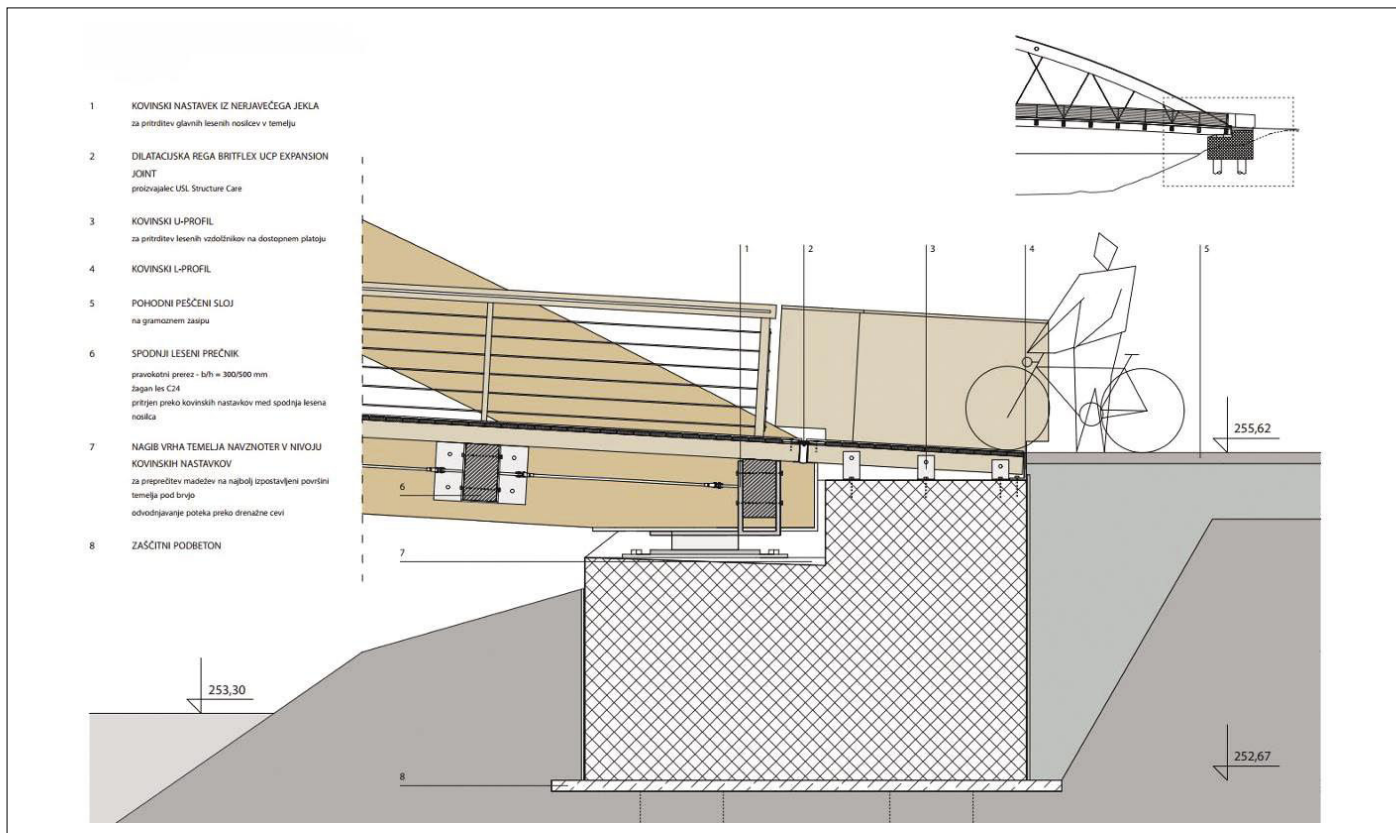 1 KOVINSKI NASTAVEK IZ NERJAVEČEGA JEKLA
za pritrditev glavnih lesenih nosilcev v temelju
2 DILATACIJSKA REGA BRITFLEX UCP EXPANSION
JOINT
proizvajalec USL Structure Care
3 KOVINSKI U-PROFIL
za pritrditev lesenih vzdolžnikov na dostopnem platoju
4 KOVINSKI L-PROFIL
5 POHODNI PEŠČENI SLOJ
na gramoznem zasipu
6 SPODNJI LESENI PREČNIK
pravokotni prerez - b/h = 300/500 mm
žagan les C24
pritrjen preko kovinskih nastavkov med spodnja lesena
nosilca
7 NAGIB VRHA TEMELJA NAVZNOTER V NIVOJU
KOVINSKIH NASTAVKOV
za preprečitev madežev na najbolj izpostavljeni površini
temelja pod brvjo
odvodnjavanje poteka preko drenažne cevi
8 ZAŠČITNI PODBETON
1 2 3 4 5
255,62
6
7
253,30
252,67
8